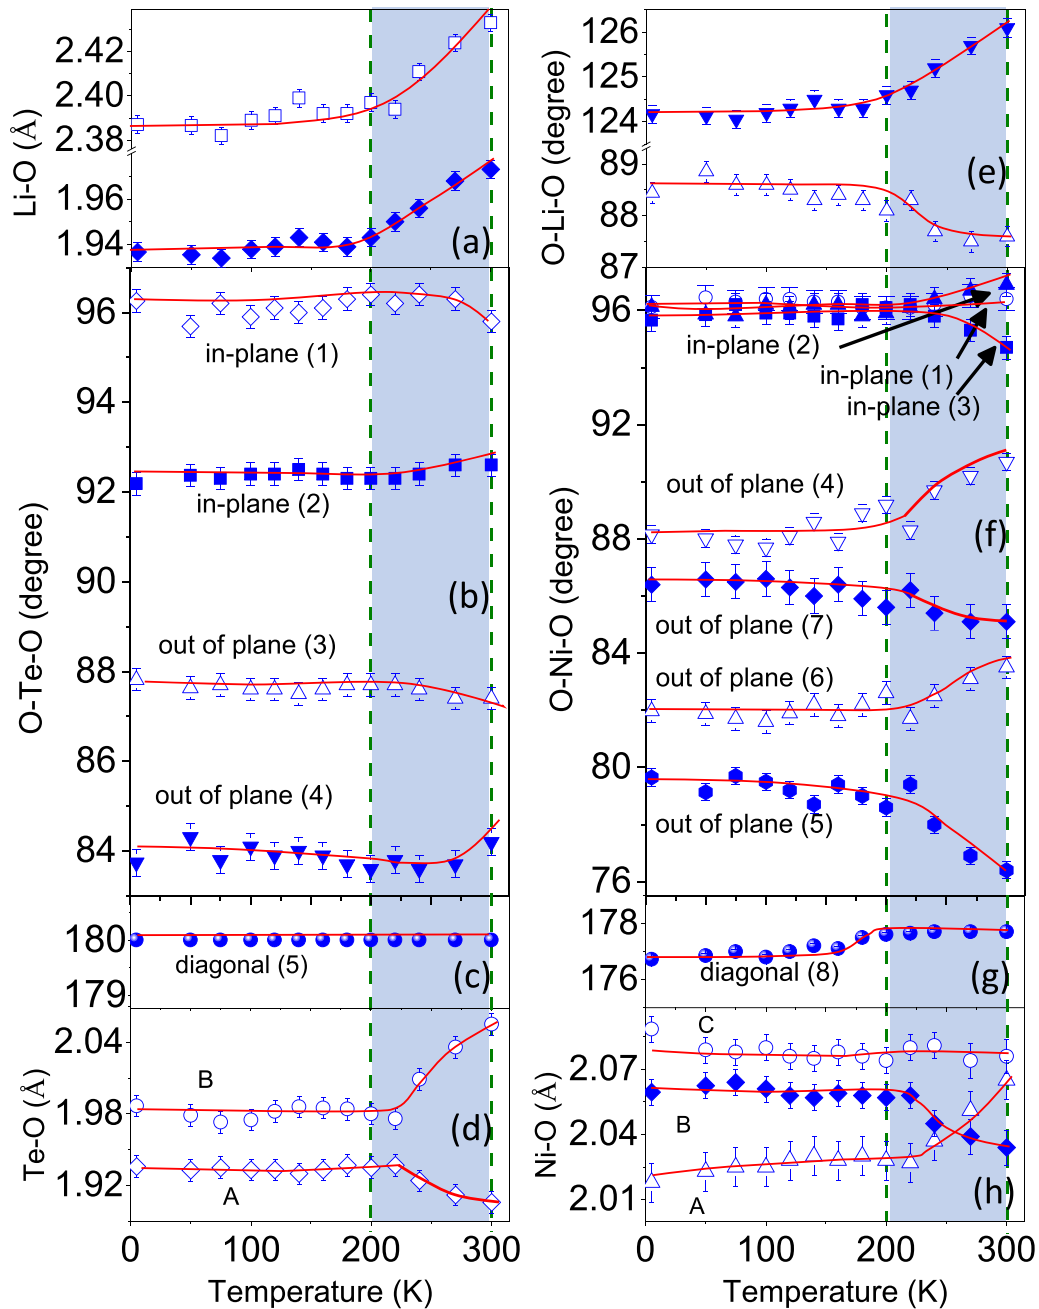 2.42
2.40
2.38
1.96
1.94
Li-O (Å)
(a)
96
94
92
90
88
86
84
O-Te-O (degree)
in-plane (1)
in-plane (2)
(b)
out of plane (3)
out of plane (4)
180
179
diagonal (5)
(c)
2.04
1.98
1.92
Te-O (Å)
B
A
(d)
0
100
200
300
Temperature (K)
126
125
124
89
88
87
O-Li-O (degree)
(e)
96
92
88
84
80
76
O-Ni-O (degree)
in-plane (2)
in-plane (1)
in-plane (3)
out of plane (4)
(f)
out of plane (7)
out of plane (6)
out of plane (5)
178
176
diagonal (8)
(g)
2.07
2.04
2.01
Ni-O (Å)
C
B
A
(h)
0
100
200
300
Temperature (K)